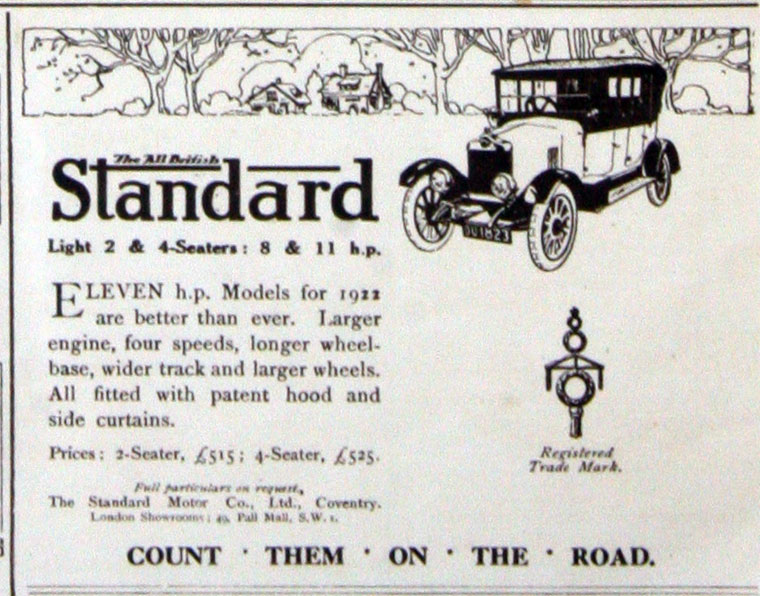 The All British
Standard
Light 2 & 4-Seaters: 8 & 11 h.p.
ELEVEN h.p. Models for 1922
are better than ever. Larger
engine, four speeds, longer wheel-
base, wider track and larger wheels.
All fitted with patent hood and
side curtains.
Prices: 2-Seater, £515; 4-Seater, £525.
Full particulars on request,
The Standard Motor Co., Ltd., Coventry.
London Showrooms: 49, Pall Mall, S.W. 1.
Registered
Trade Mark.
COUNT · THEM · ON · THE · ROAD.